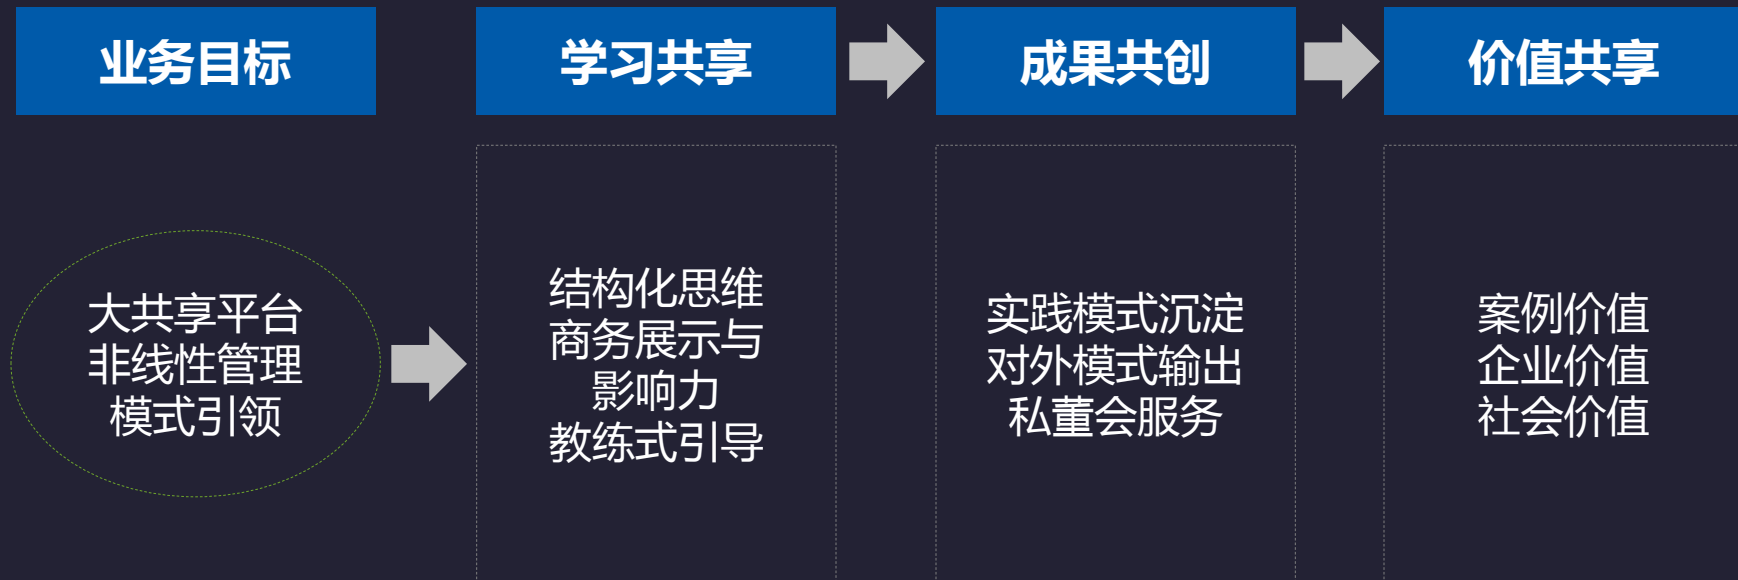 业务目标
学习共享
成果共创
价值共享
大共享平台
非线性管理
模式引领
结构化思维
商务展示与
影响力
教练式引导
实践模式沉淀
对外模式输出
私董会服务
案例价值
企业价值
社会价值